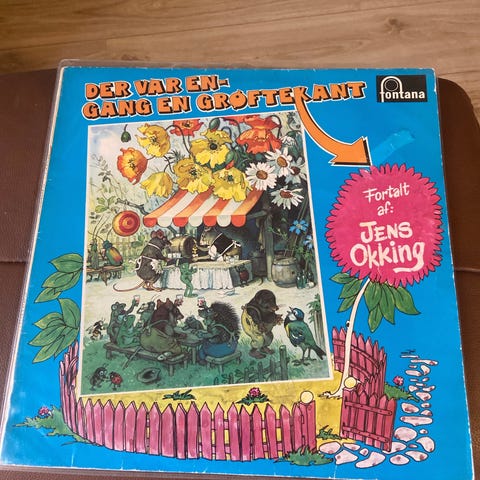 DER VAR EN-
GANG EN GRØFTEKANT
fontana
Fortalt
af:
JENS
Okking